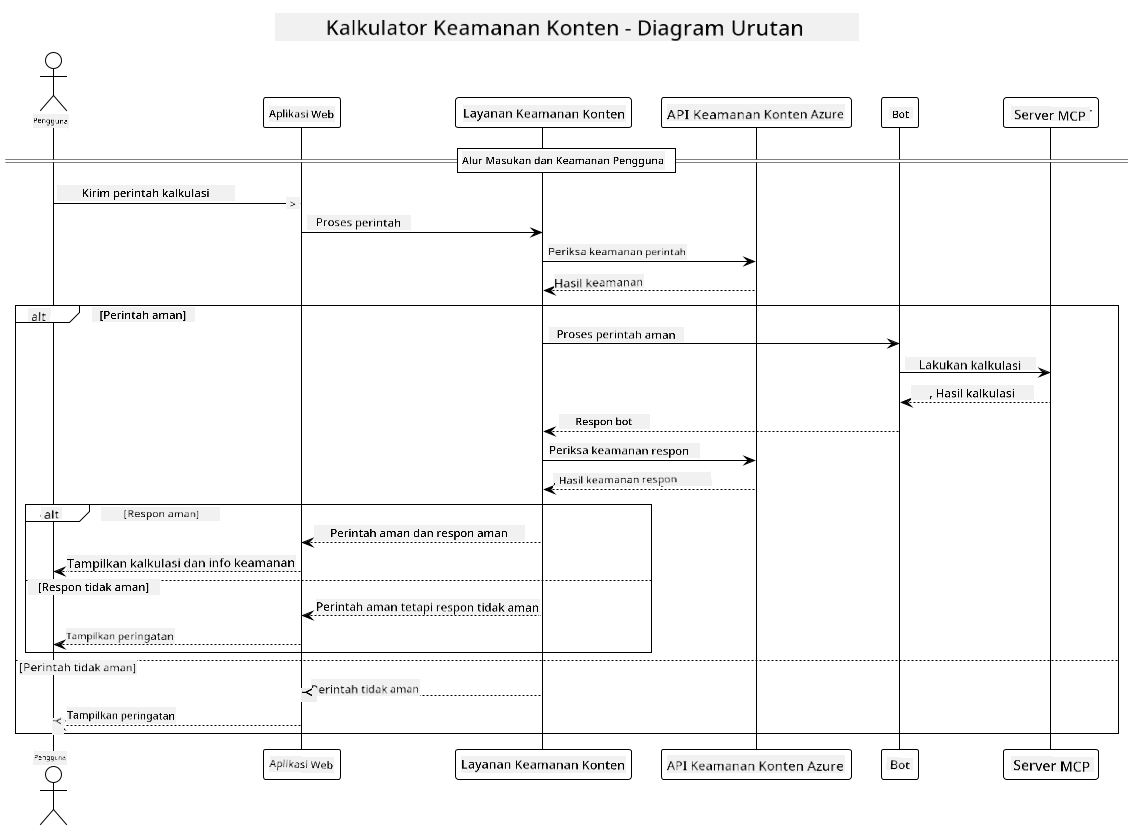 Kalkulator Keamanan Konten - Diagram Urutan
Pengguna
Aplikasi Web
Layanan Keamanan Konten
API Keamanan Konten Azure
Bot
Server MCP
Alur Masukan dan Keamanan Pengguna
Kirim perintah kalkulasi
>
Proses perintah
Periksa keamanan perintah
Hasil keamanan
alt
[Perintah aman]
Proses perintah aman
Lakukan kalkulasi
, Hasil kalkulasi
Respon bot
Periksa keamanan respon
Hasil keamanan respon
alt
[Respon aman]
Perintah aman dan respon aman
Tampilkan kalkulasi dan info keamanan
[Respon tidak aman]
Perintah aman tetapi respon tidak aman
Tampilkan peringatan
[Perintah tidak aman]
Perintah tidak aman
Tampilkan peringatan
Pengguna
Aplikasi Web
Layanan Keamanan Konten
API Keamanan Konten Azure
Bot
Server MCP